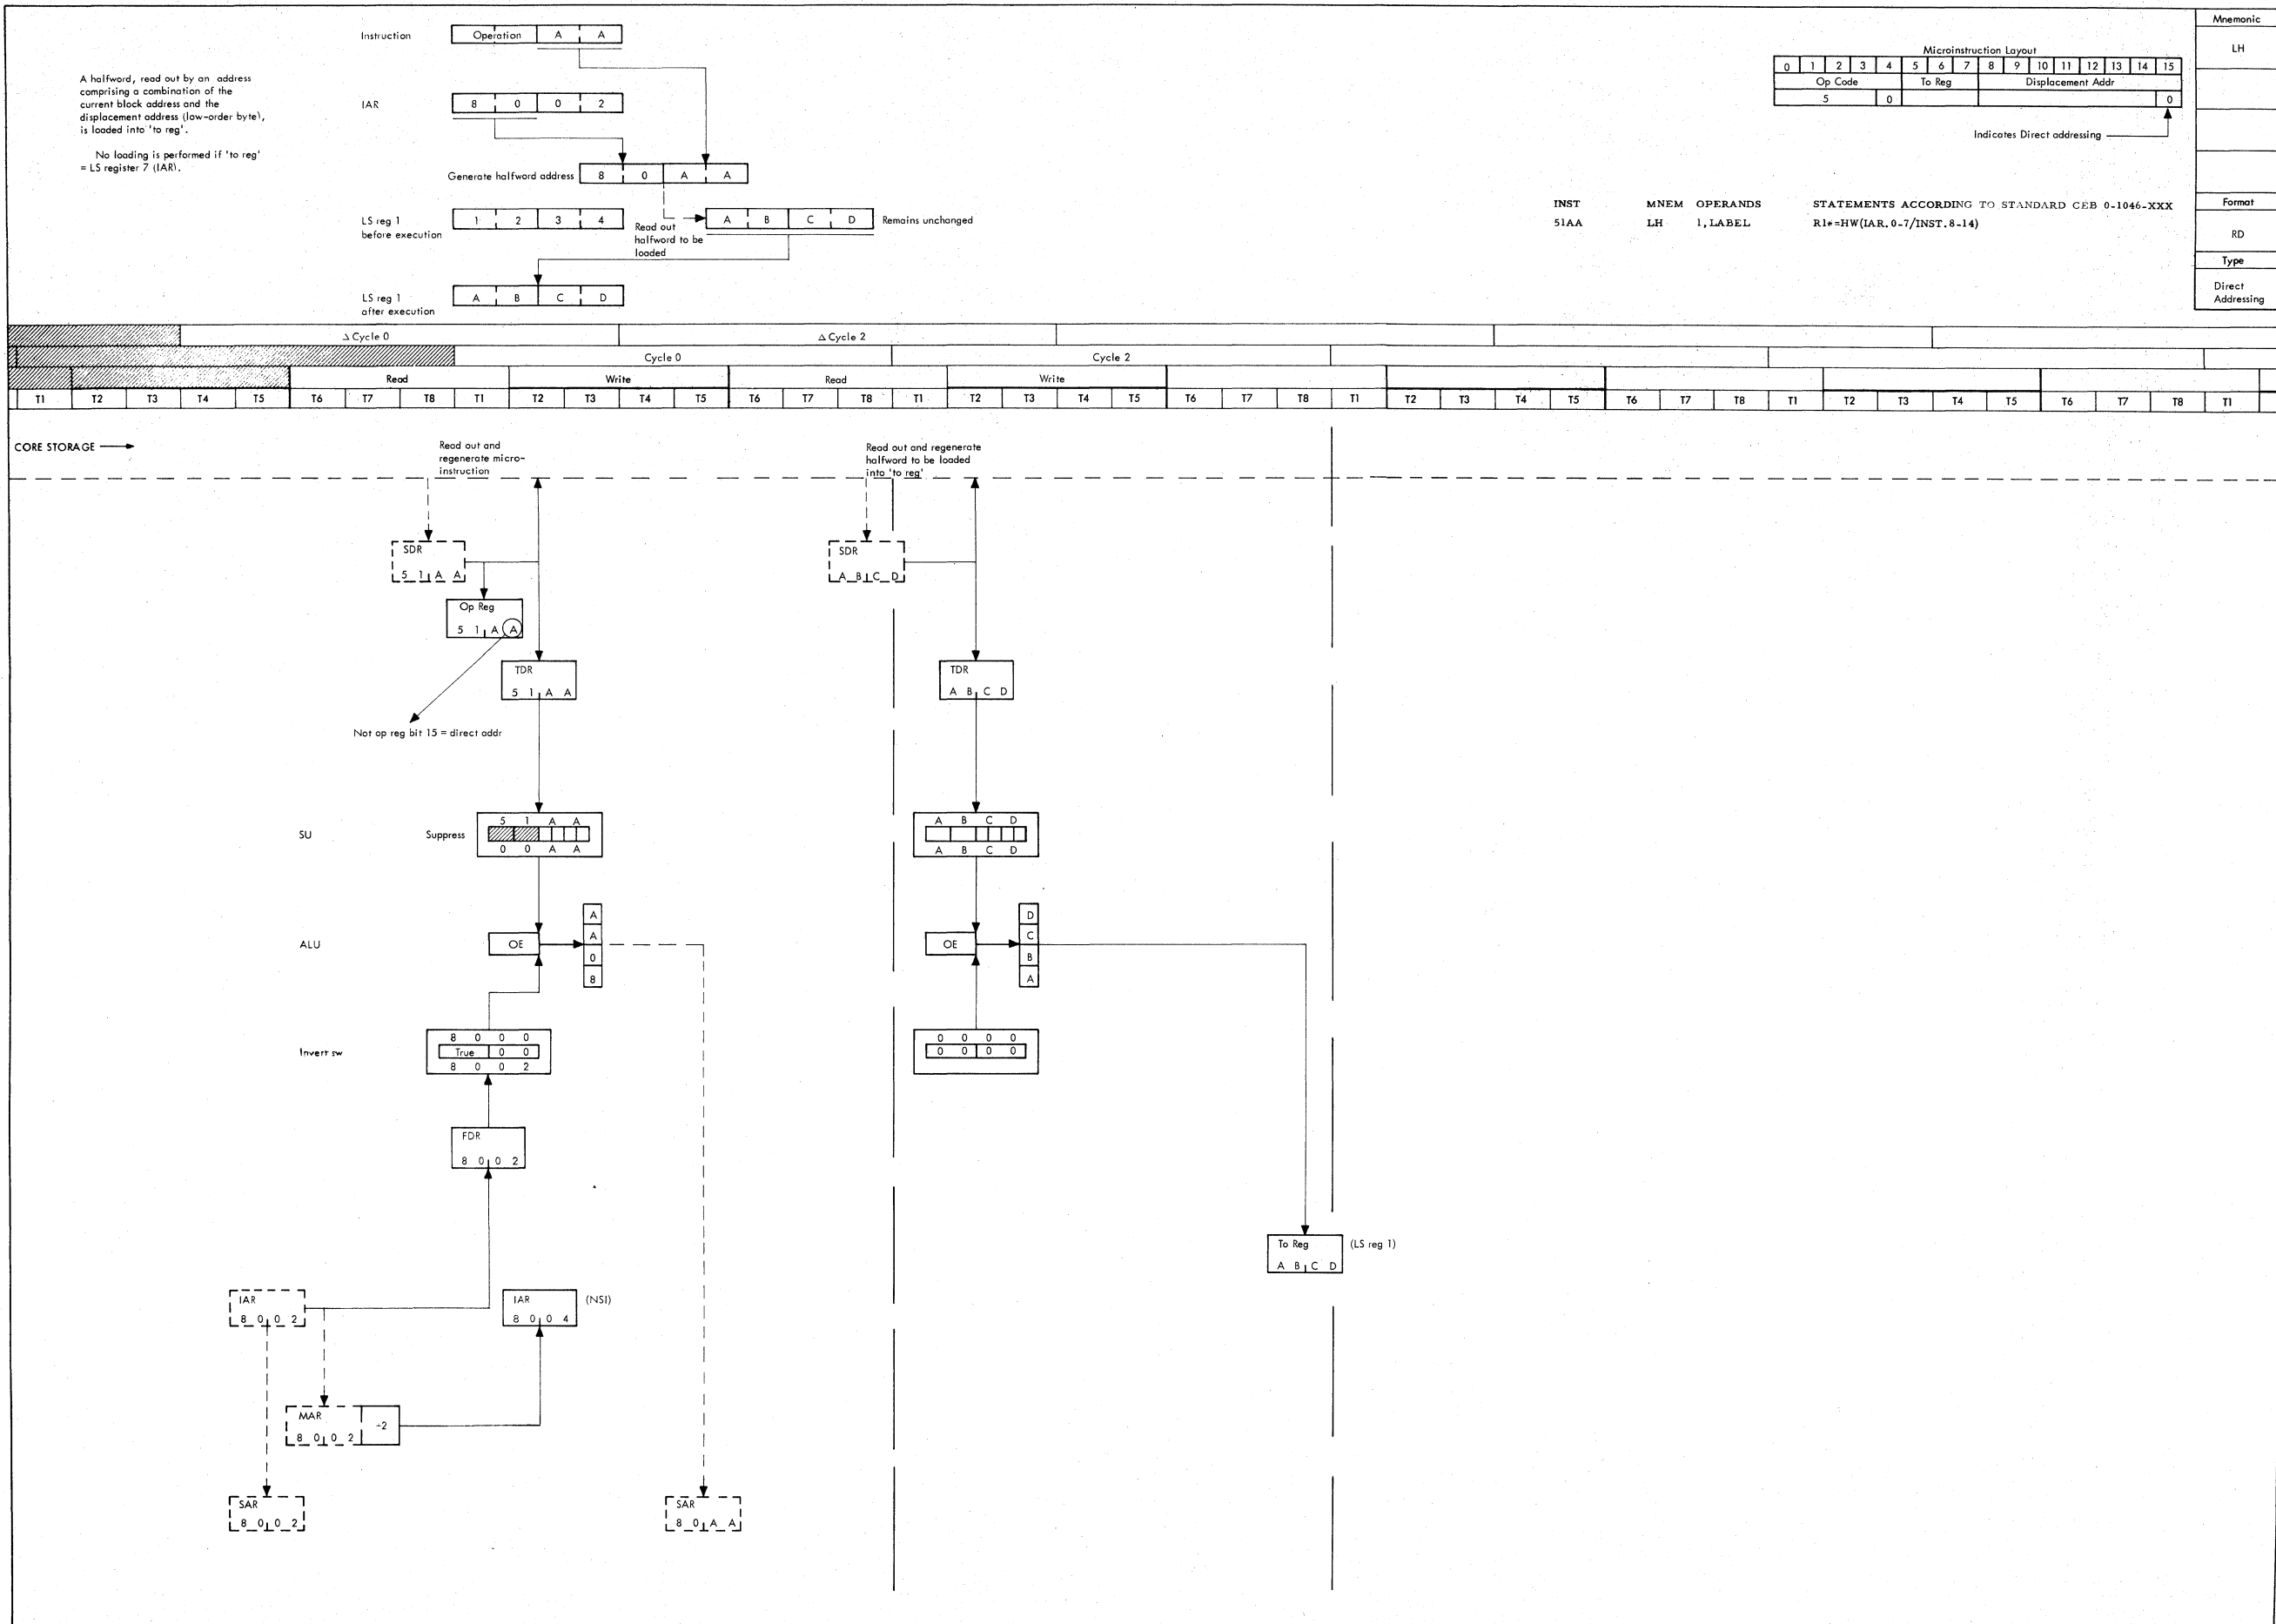 Instruction Operation A A
A halfword, read out by an address
comprising a combination of the
current block address and the
displacement address (low-order byte),
is loaded into 'to reg'.
No loading is performed if 'to reg'
= LS register 7 (IAR).
IAR 8 0 0 2
Generate halfword address 8 0 A A
LS reg 1
before execution
1 2 3 4
Read out
halfword to be
loaded
A B C D Remains unchanged
LS reg 1
after execution
A B C D
Microinstruction Layout
0 1 2 3 4 5 6 7 8 9 10 11 12 13 14 15
Op Code To Reg Displacement Addr
5 0 0
Indicates Direct addressing
INST MNEM OPERANDS STATEMENTS ACCORDING TO STANDARD CEB 0-1046-XXX
51AA LH 1,LABEL R1*=HW(IAR.0-7/INST.8-14)
Mnemonic
LH
Format
RD
Type
Direct
Addressing
Δ Cycle 0 Δ Cycle 2
Cycle 0 Cycle 2
Read Write Read Write
T1 T2 T3 T4 T5 T6 T7 T8 T1 T2 T3 T4 T5 T6 T7 T8 T1 T2 T3 T4 T5 T6 T7 T8 T1 T2 T3 T4 T5 T6 T7 T8 T1 T2 T3 T4 T5 T6 T7 T8 T1
CORE STORAGE
Read out and
regenerate micro-
instruction
Read out and regenerate
halfword to be loaded
into 'to reg'
SDR
5 1 A A
SDR
A B C D
Op Reg
5 1 A A
TDR
5 1 A A
TDR
A B C D
Not op reg bit 15 = direct addr
SU Suppress
5 1 A A
0 0 A A
A B C D
A B C D
ALU
OE
A
A
0
8
OE
D
C
B
A
Invert sw
8 0 0 0
True 0 0
8 0 0 2
0 0 0 0
0 0 0 0
FDR
8 0 0 2
To Reg (LS reg 1)
A B C D
IAR
8 0 0 2
IAR (NSI)
8 0 0 4
MAR
8 0 0 2
+2
SAR
8 0 0 2
SAR
8 0 A A